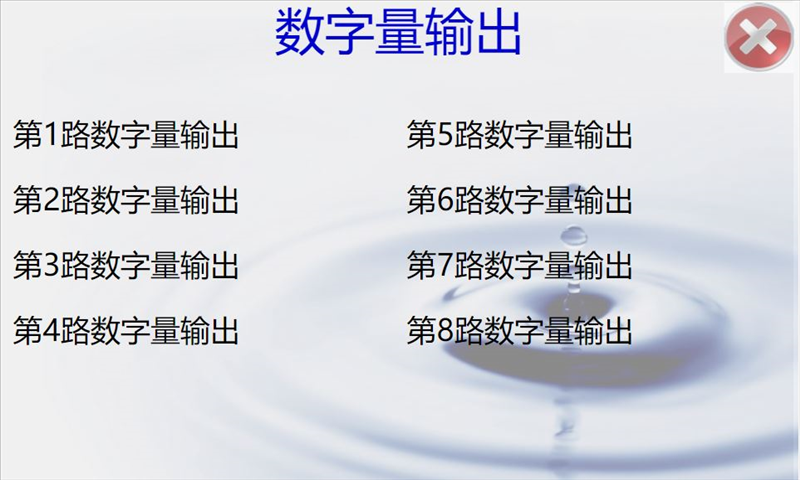 数字量输出
第1路数字量输出
第2路数字量输出
第3路数字量输出
第4路数字量输出
第5路数字量输出
第6路数字量输出
第7路数字量输出
第8路数字量输出